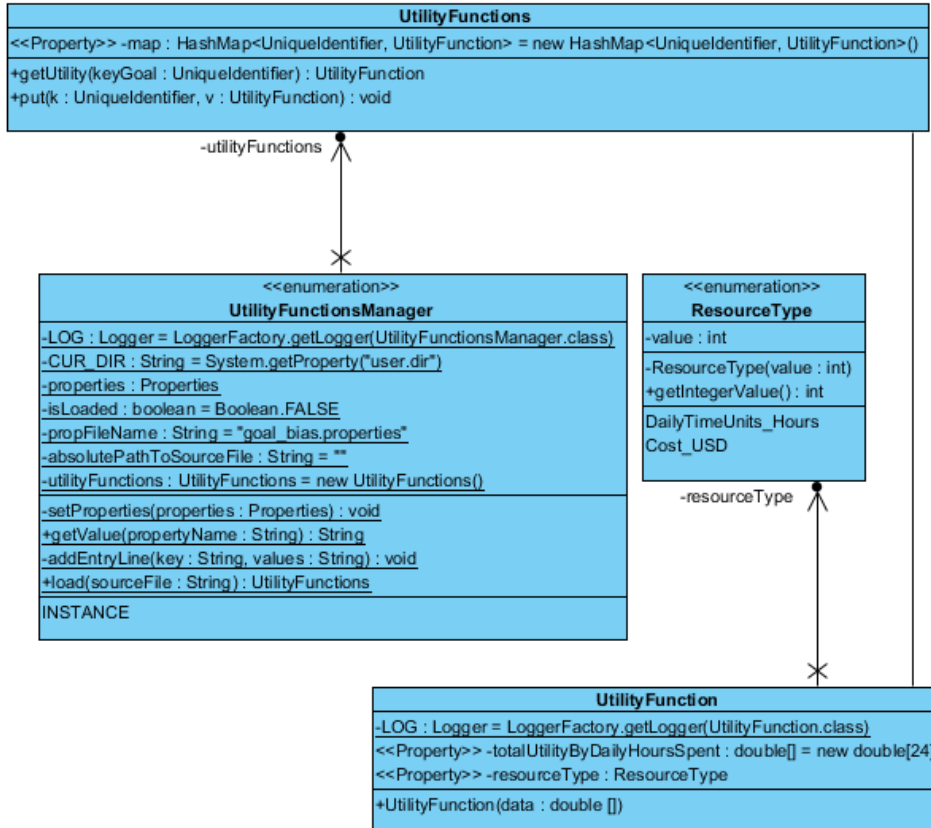 UtilityFunctions
<<Property>> -map : HashMap<UniqueIdentifier, UtilityFunction> = new HashMap<UniqueIdentifier, UtilityFunction>()
+getUtility(keyGoal : UniqueIdentifier) : UtilityFunction
+put(k : UniqueIdentifier, v : UtilityFunction) : void
-utilityFunctions
<<enumeration>>
UtilityFunctionsManager
-LOG : Logger = LoggerFactory.getLogger(UtilityFunctionsManager.class)
-CUR_DIR : String = System.getProperty("user.dir")
-properties : Properties
-isLoaded : boolean = Boolean.FALSE
-propFileName : String = "goal_bias.properties"
-absolutePathToSourceFile : String = ""
-utilityFunctions : UtilityFunctions = new UtilityFunctions()
-setProperties(properties : Properties) : void
+getValue(propertyName : String) : String
-addEntryLine(key : String, values : String) : void
+load(sourceFile : String) : UtilityFunctions
INSTANCE
<<enumeration>>
ResourceType
-value : int
-ResourceType(value : int)
+getIntegerValue() : int
DailyTimeUnits_Hours
Cost_USD
-resourceType
UtilityFunction
-LOG : Logger = LoggerFactory.getLogger(UtilityFunction.class)
<<Property>> -totalUtilityByDailyHoursSpent : double[] = new double[24]
<<Property>> -resourceType : ResourceType
+UtilityFunction(data : double [])